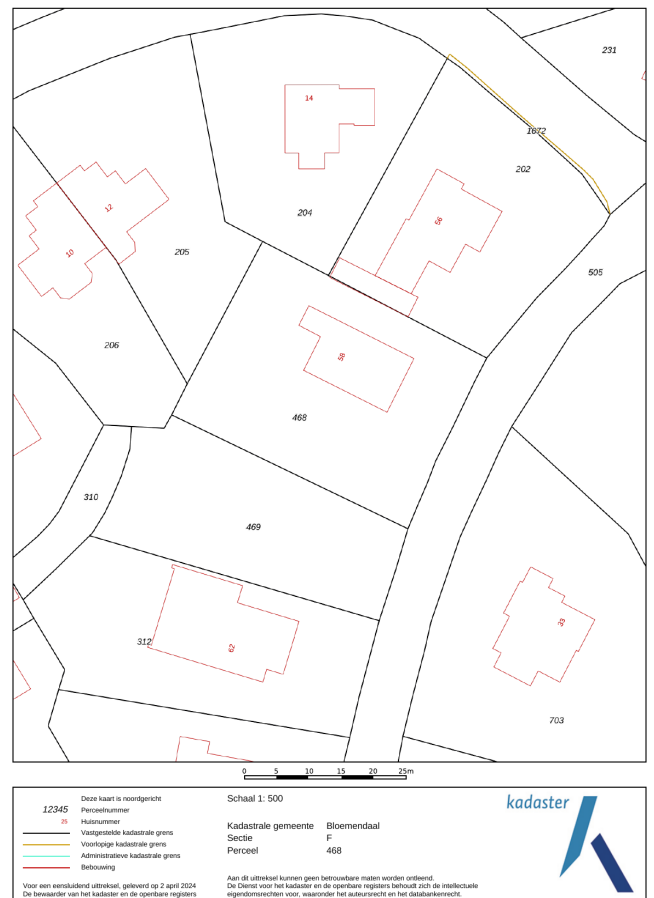 231
14
1672
202
12
204
56
10
205
505
206
58
468
310
469
33
312
62
703
0 5 10 15 20 25m
Deze kaart is noordgericht
12345 Perceelnummer
25 Huisnummer
Vastgestelde kadastrale grens
Voorlopige kadastrale grens
Administratieve kadastrale grens
Bebouwing
Voor een eensluidend uittreksel, geleverd op 2 april 2024
De bewaarder van het kadaster en de openbare registers
Schaal 1: 500
Kadastrale gemeente Bloemendaal
Sectie F
Perceel 468
Aan dit uittreksel kunnen geen betrouwbare maten worden ontleend.
De Dienst voor het kadaster en de openbare registers behoudt zich de intellectuele
eigendomsrechten voor, waaronder het auteursrecht en het databankenrecht.
kadaster